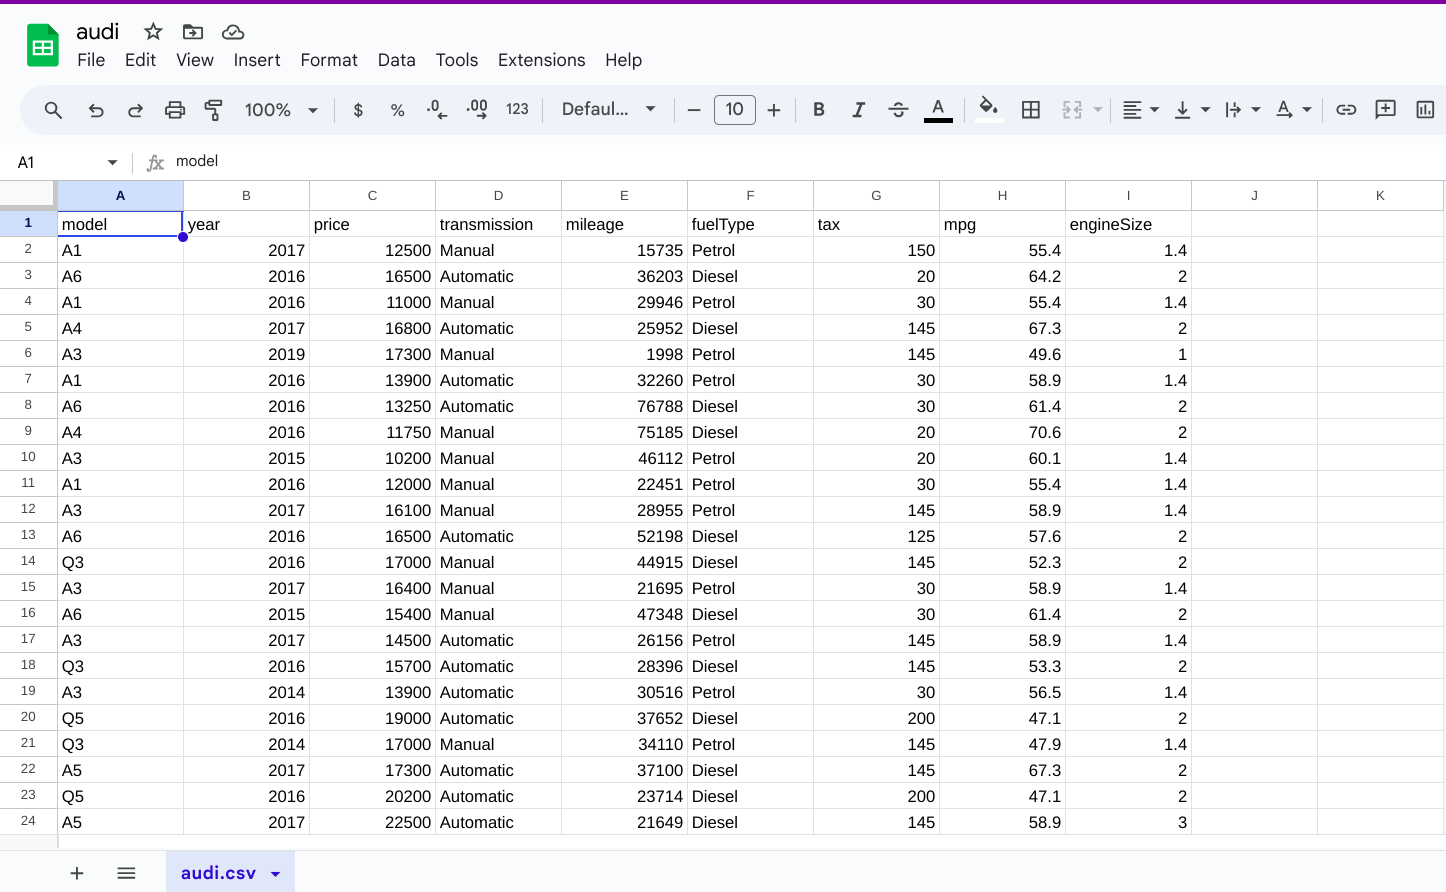 audi
File Edit View Insert Format Data Tools Extensions Help
100% $ % .0 .00 123 Defaul... 10 B I A A
A1 fx model
A B C D E F G H I J K
1 model year price transmission mileage fuelType tax mpg engineSize
2 A1 2017 12500 Manual 15735 Petrol 150 55.4 1.4
3 A6 2016 16500 Automatic 36203 Diesel 20 64.2 2
4 A1 2016 11000 Manual 29946 Petrol 30 55.4 1.4
5 A4 2017 16800 Automatic 25952 Diesel 145 67.3 2
6 A3 2019 17300 Manual 1998 Petrol 145 49.6 1
7 A1 2016 13900 Automatic 32260 Petrol 30 58.9 1.4
8 A6 2016 13250 Automatic 76788 Diesel 30 61.4 2
9 A4 2016 11750 Manual 75185 Diesel 20 70.6 2
10 A3 2015 10200 Manual 46112 Petrol 20 60.1 1.4
11 A1 2016 12000 Manual 22451 Petrol 30 55.4 1.4
12 A3 2017 16100 Manual 28955 Petrol 145 58.9 1.4
13 A6 2016 16500 Automatic 52198 Diesel 125 57.6 2
14 Q3 2016 17000 Manual 44915 Diesel 145 52.3 2
15 A3 2017 16400 Manual 21695 Petrol 30 58.9 1.4
16 A6 2015 15400 Manual 47348 Diesel 30 61.4 2
17 A3 2017 14500 Automatic 26156 Petrol 145 58.9 1.4
18 Q3 2016 15700 Automatic 28396 Diesel 145 53.3 2
19 A3 2014 13900 Automatic 30516 Petrol 30 56.5 1.4
20 Q5 2016 19000 Automatic 37652 Diesel 200 47.1 2
21 Q3 2014 17000 Manual 34110 Petrol 145 47.9 1.4
22 A5 2017 17300 Automatic 37100 Diesel 145 67.3 2
23 Q5 2016 20200 Automatic 23714 Diesel 200 47.1 2
24 A5 2017 22500 Automatic 21649 Diesel 145 58.9 3
audi.csv